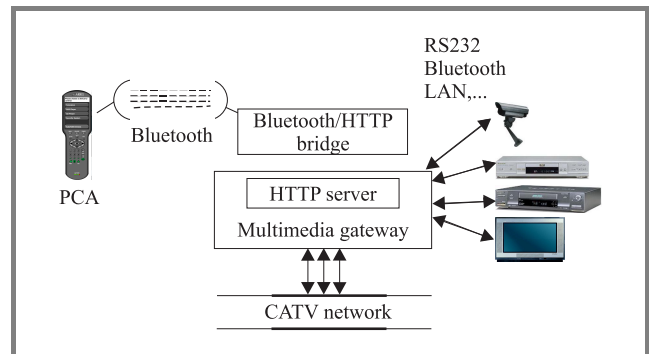 RS232
Bluetooth
LAN,...
Bluetooth
Bluetooth/HTTP
bridge
PCA
HTTP server
Multimedia gateway
CATV network